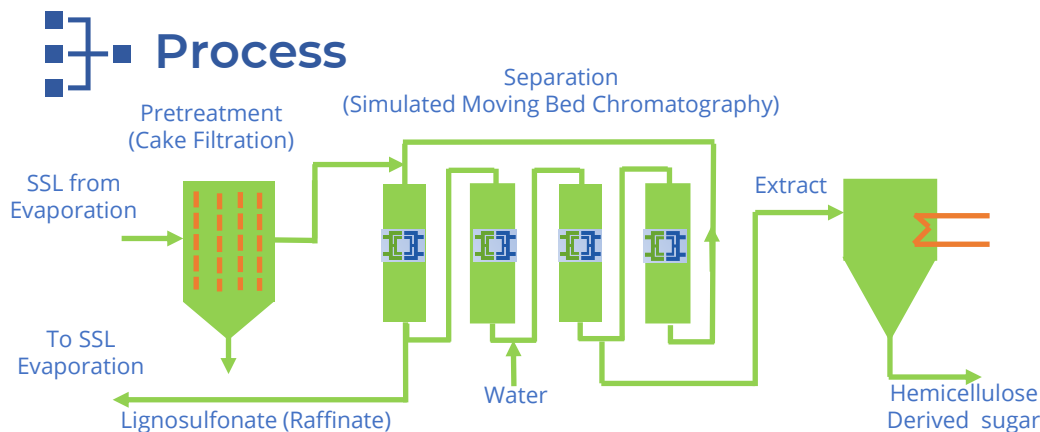 Process
Separation
(Simulated Moving Bed Chromatography)
Pretreatment
(Cake Filtration)
SSL from
Evaporation
Extract
To SSL
Evaporation
Water
Lignosulfonate (Raffinate)
Hemicellulose
Derived sugar